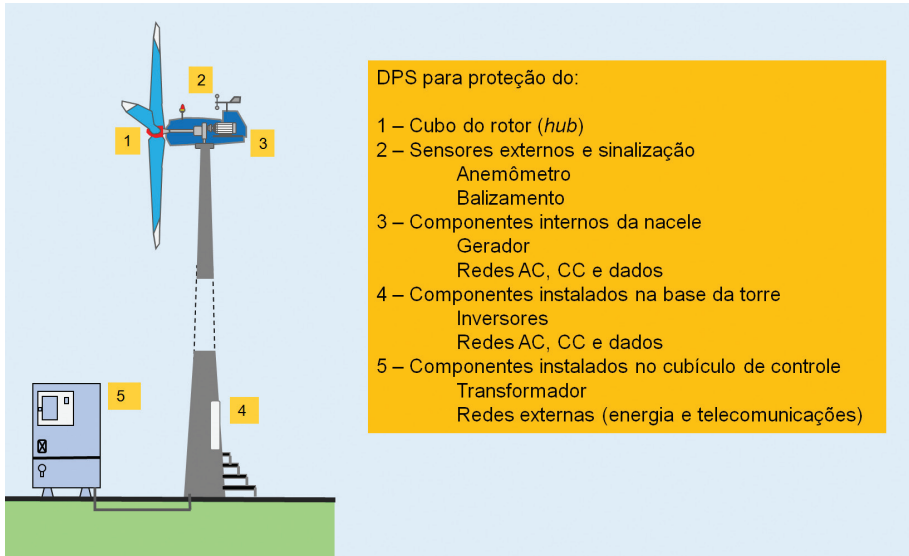 DPS para proteção do:
1 – Cubo do rotor (hub)
2 – Sensores externos e sinalização
Anemômetro
Balizamento
3 – Componentes internos da nacele
Gerador
Redes AC, CC e dados
4 – Componentes instalados na base da torre
Inversores
Redes AC, CC e dados
5 – Componentes instalados no cubículo de controle
Transformador
Redes externas (energia e telecomunicações)
2
1
3
5
4